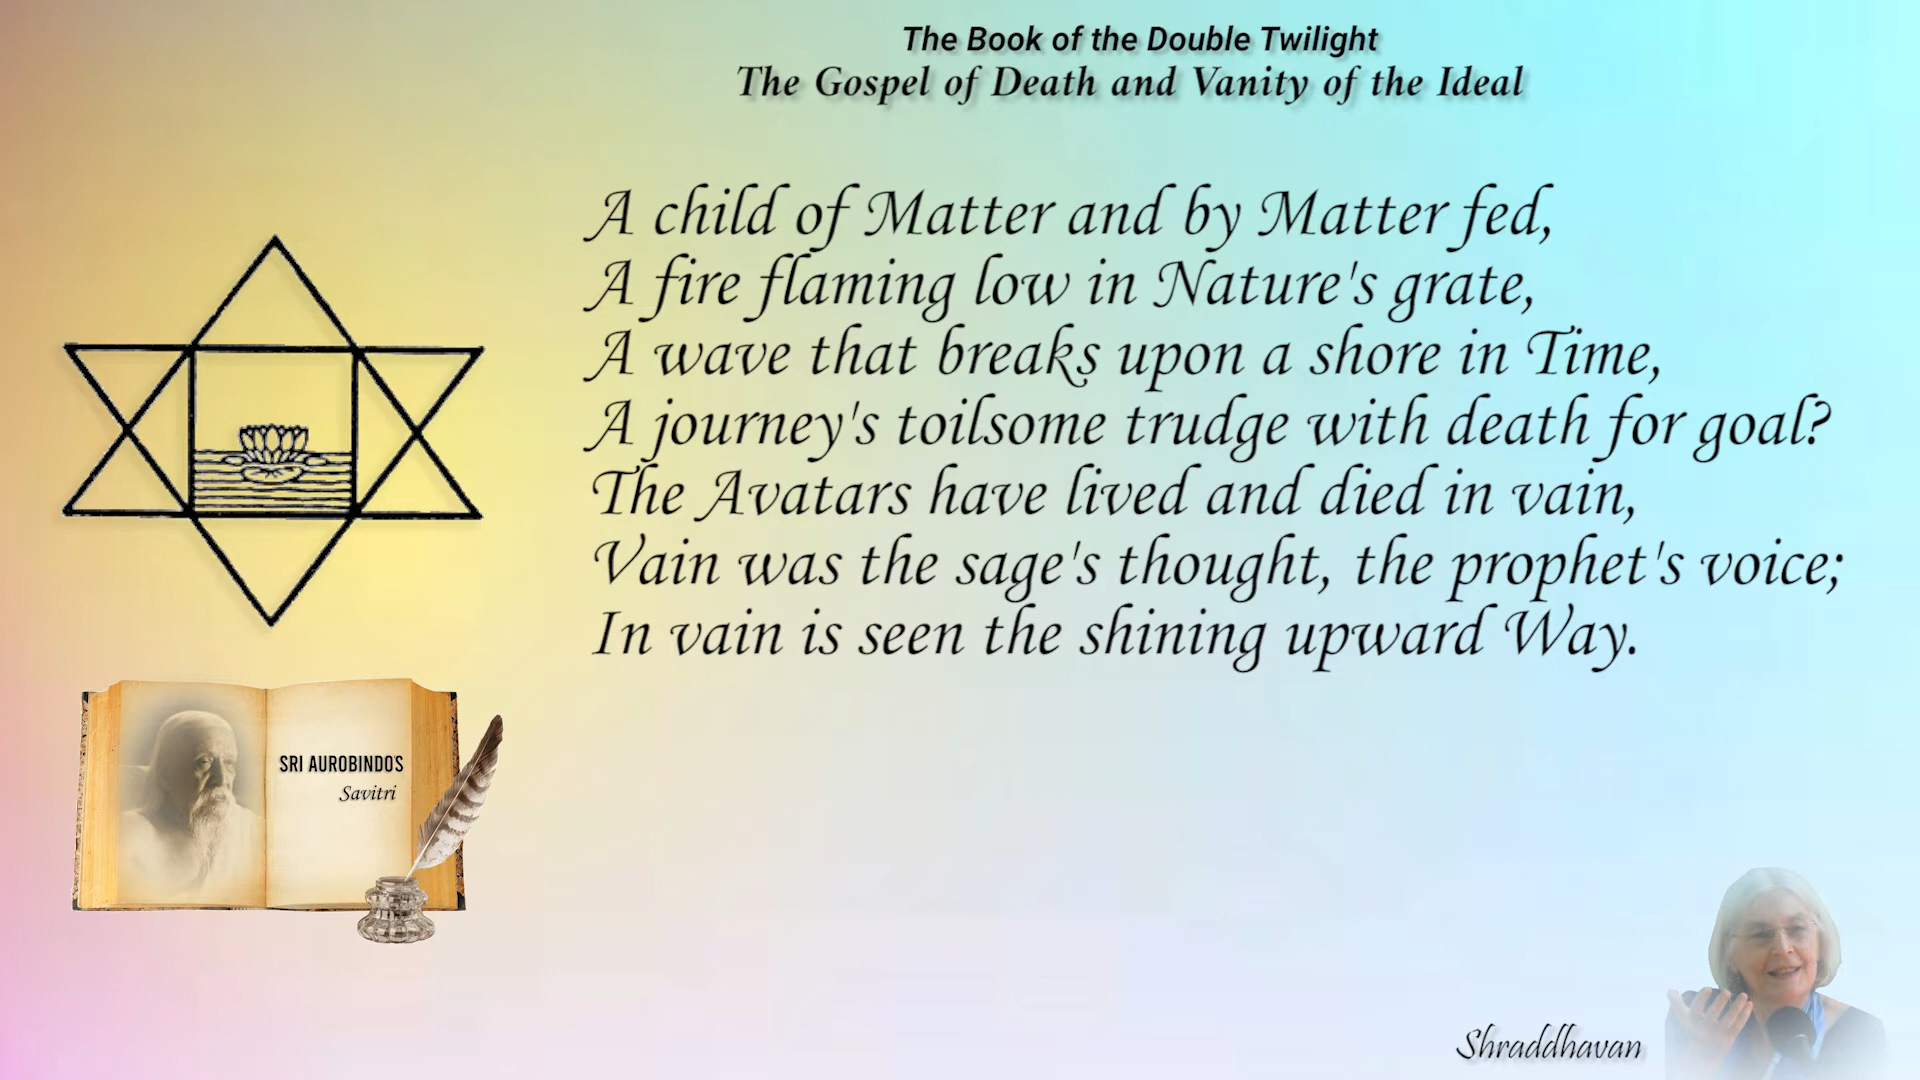 The Book of the Double Twilight
The Gospel of Death and Vanity of the Ideal
A child of Matter and by Matter fed,
A fire flaming low in Nature's grate,
A wave that breaks upon a shore in Time,
A journey's toilsome trudge with death for goal?
The Avatars have lived and died in vain,
Vain was the sage's thought, the prophet's voice;
In vain is seen the shining upward Way.
SRI AUROBINDO'S
Savitri
Shraddhavan